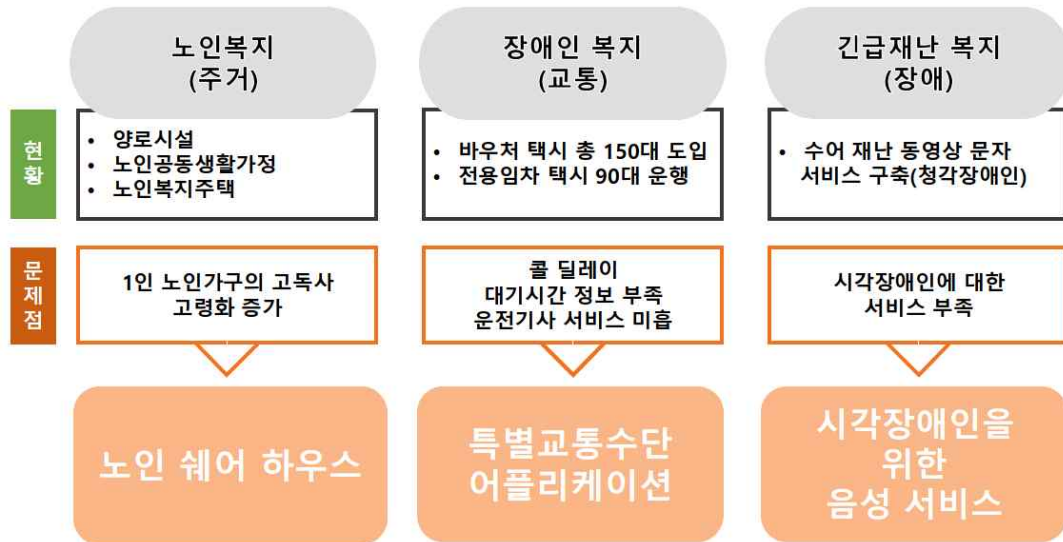 노인복지
(주거)
장애인 복지
(교통)
긴급재난 복지
(장애)
현황
• 양로시설
• 노인공동생활가정
• 노인복지주택
• 바우처 택시 총 150대 도입
• 전용임차 택시 90대 운행
• 수어 재난 동영상 문자
서비스 구축(청각장애인)
문제점
1인 노인가구의 고독사
고령화 증가
콜 딜레이
대기시간 정보 부족
운전기사 서비스 미흡
시각장애인에 대한
서비스 부족
노인 쉐어 하우스
특별교통수단
어플리케이션
시각장애인을
위한
음성 서비스